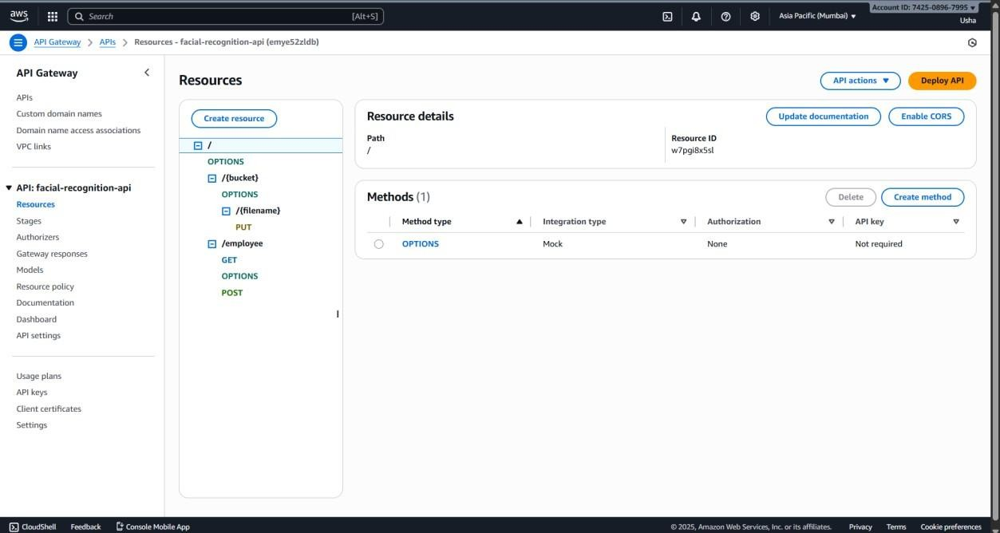 aws
Search [Alt+S]
Asia Pacific (Mumbai)
Account ID: 7425-0896-7995
Usha
API Gateway
APIs
Resources - facial-recognition-api (emye52zldb)
API Gateway
APIs
Custom domain names
Domain name access associations
VPC links
API: facial-recognition-api
Resources
Stages
Authorizers
Gateway responses
Models
Resource policy
Documentation
Dashboard
API settings
Usage plans
API keys
Client certificates
Settings
Resources
API actions
Deploy API
Create resource
/
OPTIONS
/{bucket}
OPTIONS
/{filename}
PUT
/employee
GET
OPTIONS
POST
Resource details
Update documentation
Enable CORS
Path
/
Resource ID
w7pgi8x5sl
Methods (1)
Delete
Create method
Method type Integration type Authorization API key
OPTIONS Mock None Not required
CloudShell Feedback Console Mobile App
© 2025, Amazon Web Services, Inc. or its affiliates. Privacy Terms Cookie preferences